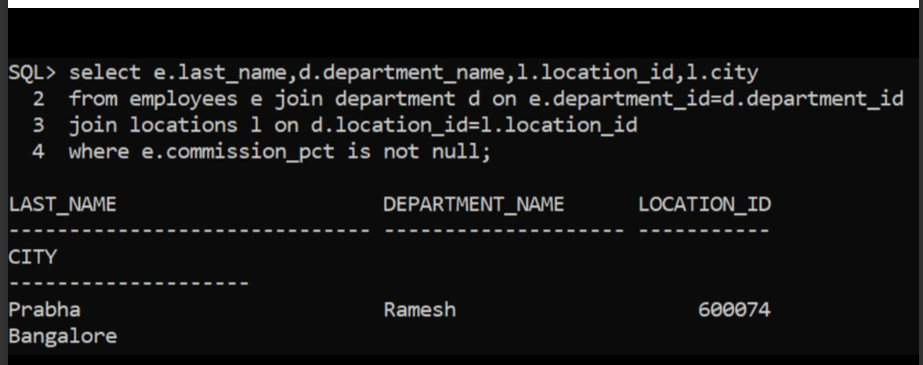 SQL> select e.last_name,d.department_name,l.location_id,l.city
2 from employees e join department d on e.department_id=d.department_id
3 join locations l on d.location_id=l.location_id
4 where e.commission_pct is not null;
LAST_NAME DEPARTMENT_NAME LOCATION_ID
------------------------------ -------------------- -----------
CITY
--------------------
Prabha Ramesh 600074
Bangalore